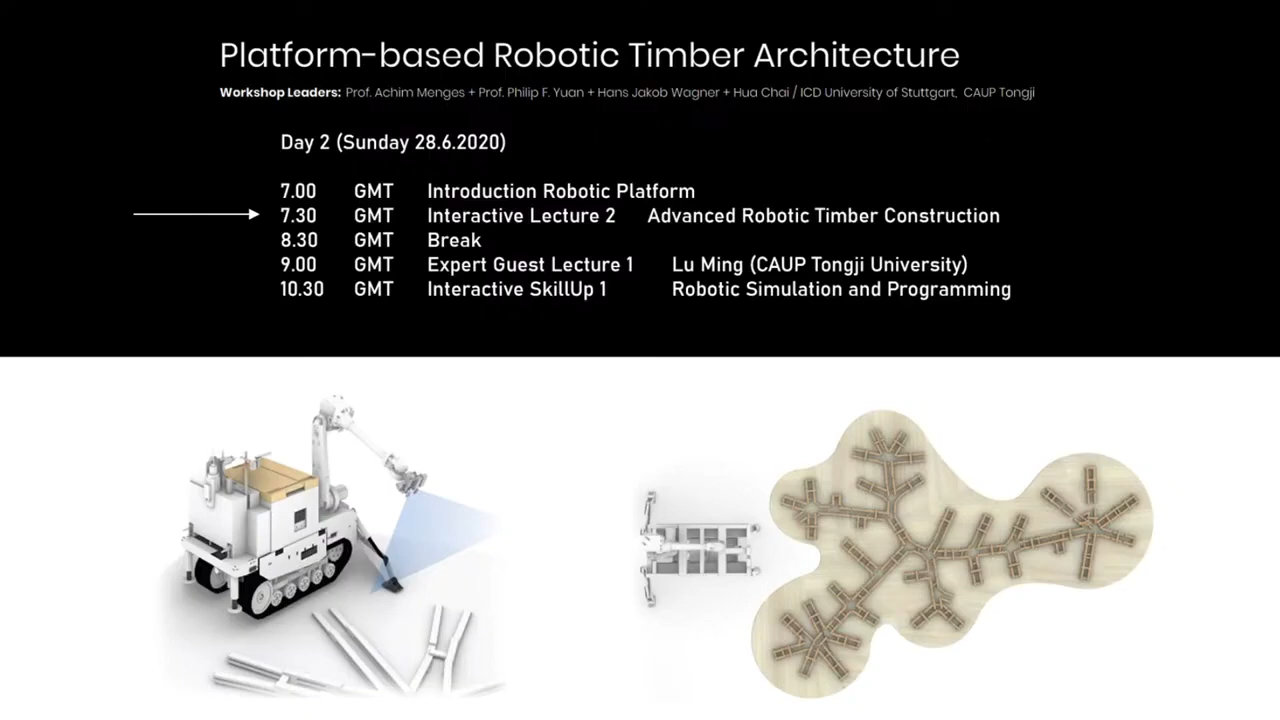 Platform-based Robotic Timber Architecture
Workshop Leaders: Prof. Achim Menges + Prof. Philip F. Yuan + Hans Jakob Wagner + Hua Chai / ICD University of Stuttgart, CAUP Tongji
Day 2 (Sunday 28.6.2020)
7.00 GMT Introduction Robotic Platform
7.30 GMT Interactive Lecture 2 Advanced Robotic Timber Construction
8.30 GMT Break
9.00 GMT Expert Guest Lecture 1 Lu Ming (CAUP Tongji University)
10.30 GMT Interactive SkillUp 1 Robotic Simulation and Programming